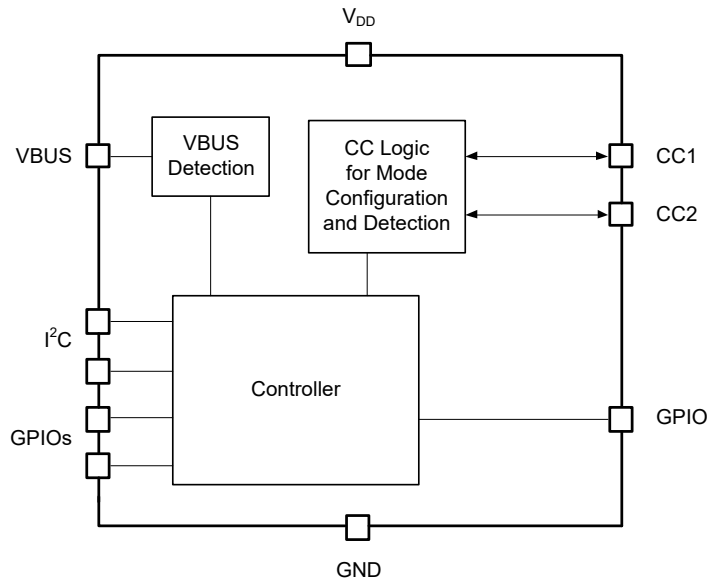 V_DD
VBUS
VBUS
Detection
CC Logic
for Mode
Configuration
and Detection
CC1
CC2
I²C
GPIOs
Controller
GPIO
GND